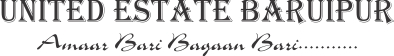 UNITED ESTATE BARUIPUR
Amaar Bari Bagaan Bari...........